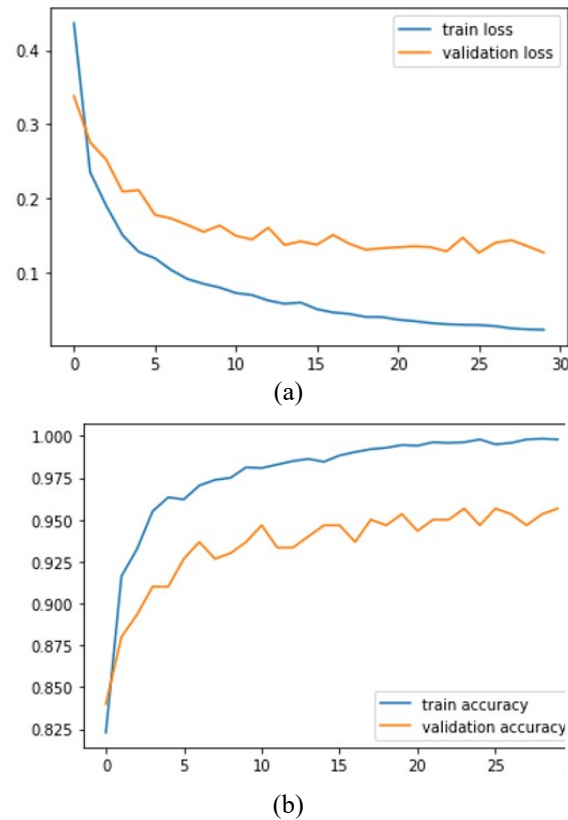 train loss
validation loss
0.4
0.3
0.2
0.1
0 5 10 15 20 25 30
(a)
1.000
0.975
0.950
0.925
0.900
0.875
0.850
0.825
train accuracy
validation accuracy
0 5 10 15 20 25
(b)